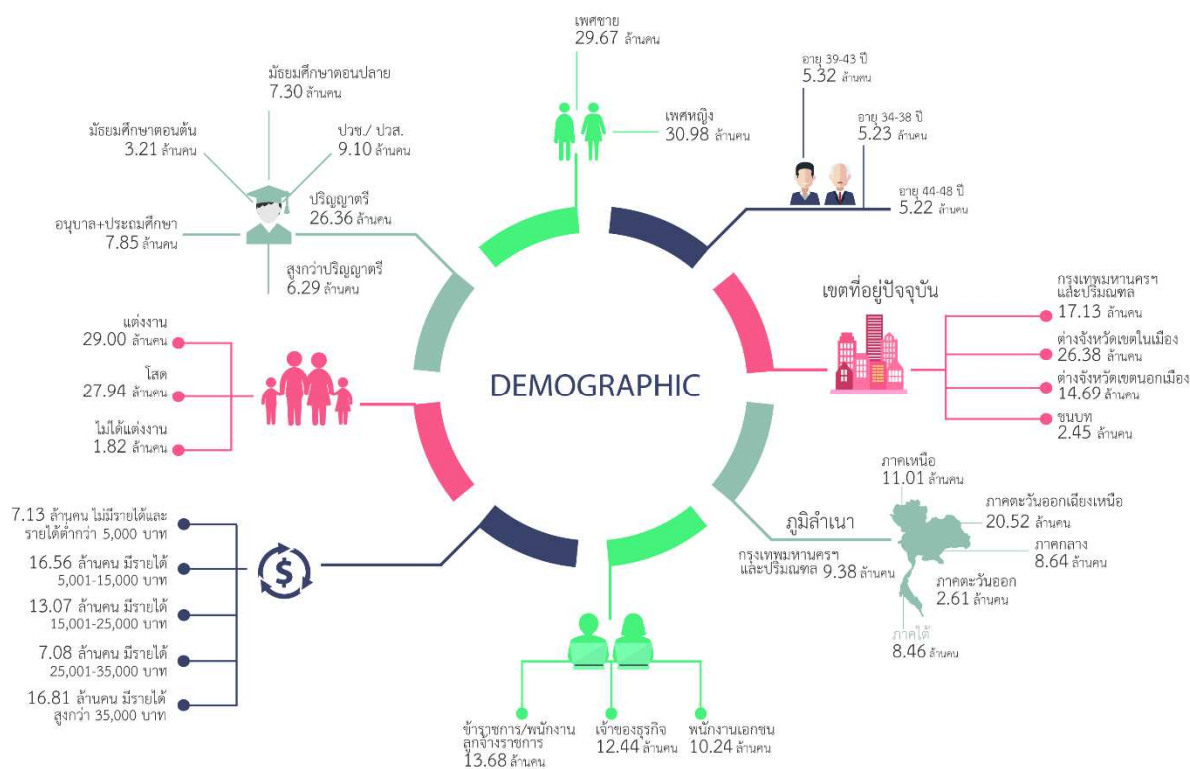 เพศชาย
29.67 ล้านคน
เพศหญิง
30.98 ล้านคน
อายุ 39-43 ปี
5.32 ล้านคน
อายุ 34-38 ปี
5.23 ล้านคน
อายุ 44-48 ปี
5.22 ล้านคน
มัธยมศึกษาตอนปลาย
7.30 ล้านคน
มัธยมศึกษาตอนต้น
3.21 ล้านคน
ปวช./ ปวส.
9.10 ล้านคน
ปริญญาตรี
26.36 ล้านคน
อนุบาล+ประถมศึกษา
7.85 ล้านคน
สูงกว่าปริญญาตรี
6.29 ล้านคน
เขตที่อยู่ปัจจุบัน
กรุงเทพมหานครฯ
และปริมณฑล
17.13 ล้านคน
ต่างจังหวัดเขตในเมือง
26.38 ล้านคน
ต่างจังหวัดเขตนอกเมือง
14.69 ล้านคน
ชนบท
2.45 ล้านคน
แต่งงาน
29.00 ล้านคน
โสด
27.94 ล้านคน
ไม่ได้แต่งงาน
1.82 ล้านคน
DEMOGRAPHIC
ภูมิลำเนา
ภาคเหนือ
11.01 ล้านคน
ภาคตะวันออกเฉียงเหนือ
20.52 ล้านคน
ภาคกลาง
8.64 ล้านคน
กรุงเทพมหานครฯ
และปริมณฑล 9.38 ล้านคน
ภาคตะวันออก
2.61 ล้านคน
ภาคใต้
8.46 ล้านคน
7.13 ล้านคน ไม่มีรายได้และ
รายได้ต่ำกว่า 5,000 บาท
16.56 ล้านคน มีรายได้
5,001-15,000 บาท
13.07 ล้านคน มีรายได้
15,001-25,000 บาท
7.08 ล้านคน มีรายได้
25,001-35,000 บาท
16.81 ล้านคน มีรายได้
สูงกว่า 35,000 บาท
$
ข้าราชการ/พนักงาน
ลูกจ้างราชการ
13.68 ล้านคน
เจ้าของธุรกิจ
12.44 ล้านคน
พนักงานเอกชน
10.24 ล้านคน